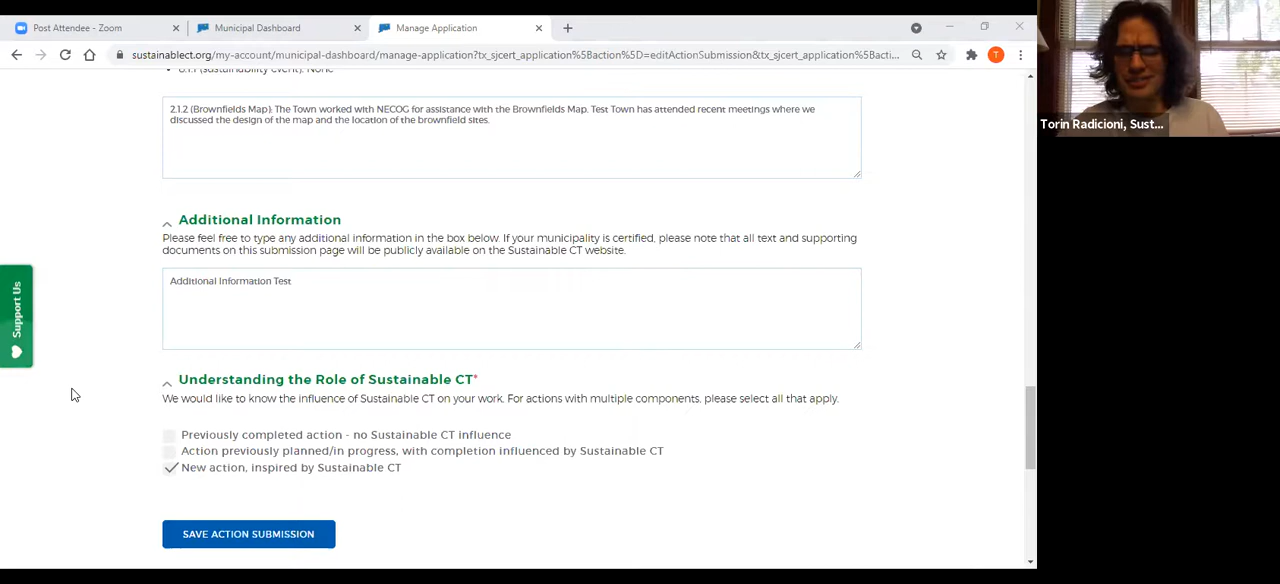 Post Attendee - Zoom
Municipal Dashboard
Manage Application
sustainablect.org/my-account/municipal-dashboard/manage-application?tx_sjcert_application%5Baction%5D=editActionSubmission&tx_sjcert_application%5Bacti...
T
(sustainability event): None
2.1.2 (Brownfields Map): The Town worked with NECOG for assistance with the Brownfields Map. Test Town has attended recent meetings where we
discussed the design of the map and the location of the brownfield sites.
Additional Information
Please feel free to type any additional information in the box below. If your municipality is certified, please note that all text and supporting
documents on this submission page will be publicly available on the Sustainable CT website.
Additional Information Test
Understanding the Role of Sustainable CT*
We would like to know the influence of Sustainable CT on your work. For actions with multiple components, please select all that apply.
Previously completed action - no Sustainable CT influence
Action previously planned/in progress, with completion influenced by Sustainable CT
New action, inspired by Sustainable CT
SAVE ACTION SUBMISSION
Support Us
Torin Radicioni, Sust...